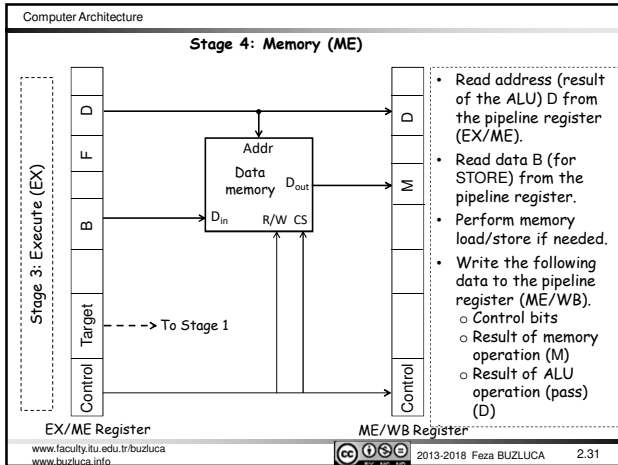 Computer Architecture
Stage 4: Memory (ME)
Stage 3: Execute (EX)
D
F
B
Target
Control
Addr
Data
memory
Dout
Din
R/W CS
To Stage 1
D
M
Control
EX/ME Register
ME/WB Register
• Read address (result
of the ALU) D from
the pipeline register
(EX/ME).
• Read data B (for
STORE) from the
pipeline register.
• Perform memory
load/store if needed.
• Write the following
data to the pipeline
register (ME/WB).
o Control bits
o Result of memory
operation (M)
o Result of ALU
operation (pass)
(D)
www.faculty.itu.edu.tr/buzluca
www.buzluca.info
cc
2013-2018 Feza BUZLUCA
2.31